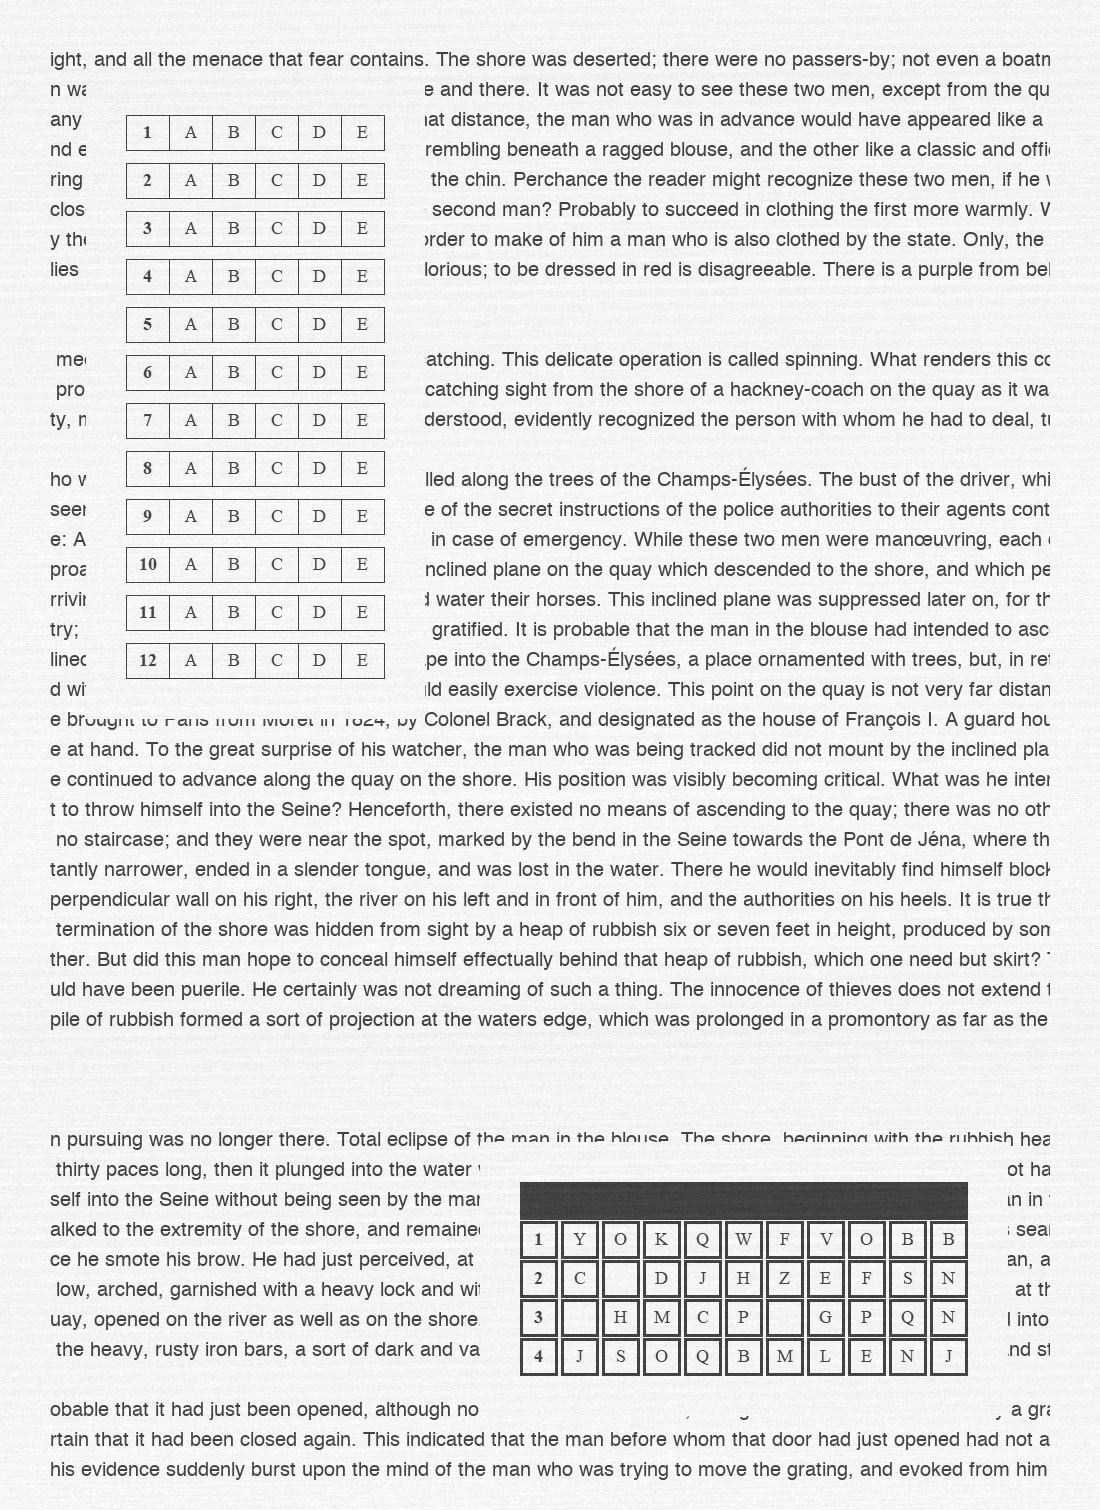 ight, and all the menace that fear contains. The shore was deserted; there were no passers-by; not even a boatm
n wa e and there. It was not easy to see these two men, except from the qu
any at distance, the man who was in advance would have appeared like a
nd e rembling beneath a ragged blouse, and the other like a classic and offi
ring the chin. Perchance the reader might recognize these two men, if he
clos second man? Probably to succeed in clothing the first more warmly. W
y the order to make of him a man who is also clothed by the state. Only, the
lies lorious; to be dressed in red is disagreeable. There is a purple from bel
1 A B C D E
2 A B C D E
3 A B C D E
4 A B C D E
5 A B C D E
6 A B C D E
7 A B C D E
8 A B C D E
9 A B C D E
10 A B C D E
11 A B C D E
12 A B C D E
mee atching. This delicate operation is called spinning. What renders this co
pro catching sight from the shore of a hackney-coach on the quay as it wa
ty, m derstood, evidently recognized the person with whom he had to deal, tu
ho w lled along the trees of the Champs-Élysées. The bust of the driver, whi
seen e of the secret instructions of the police authorities to their agents cont
e: A in case of emergency. While these two men were manœuvring, each
proa nclined plane on the quay which descended to the shore, and which pe
rrivin d water their horses. This inclined plane was suppressed later on, for th
try; gratified. It is probable that the man in the blouse had intended to asc
lined pe into the Champs-Élysées, a place ornamented with trees, but, in ret
d wit ld easily exercise violence. This point on the quay is not very far distan
e brought to Paris from Moret in 1824, by Colonel Brack, and designated as the house of François I. A guard hou
e at hand. To the great surprise of his watcher, the man who was being tracked did not mount by the inclined pla
e continued to advance along the quay on the shore. His position was visibly becoming critical. What was he inten
t to throw himself into the Seine? Henceforth, there existed no means of ascending to the quay; there was no oth
no staircase; and they were near the spot, marked by the bend in the Seine towards the Pont de Jéna, where th
tantly narrower, ended in a slender tongue, and was lost in the water. There he would inevitably find himself block
perpendicular wall on his right, the river on his left and in front of him, and the authorities on his heels. It is true th
termination of the shore was hidden from sight by a heap of rubbish six or seven feet in height, produced by som
ther. But did this man hope to conceal himself effectually behind that heap of rubbish, which one need but skirt? T
uld have been puerile. He certainly was not dreaming of such a thing. The innocence of thieves does not extend t
pile of rubbish formed a sort of projection at the waters edge, which was prolonged in a promontory as far as the
n pursuing was no longer there. Total eclipse of the man in the blouse. The shore, beginning with the rubbish hea
thirty paces long, then it plunged into the water ot ha
self into the Seine without being seen by the man an in
alked to the extremity of the shore, and remained sear
ce he smote his brow. He had just perceived, at an, a
low, arched, garnished with a heavy lock and wit at th
uay, opened on the river as well as on the shore. into
the heavy, rusty iron bars, a sort of dark and va nd st
1 Y O K Q W F V O B B
2 C D J H Z E F S N
3 H M C P G P Q N
4 J S O Q B M L E N J
obable that it had just been opened, although no a gra
rtain that it had been closed again. This indicated that the man before whom that door had just opened had not a
his evidence suddenly burst upon the mind of the man who was trying to move the grating, and evoked from him